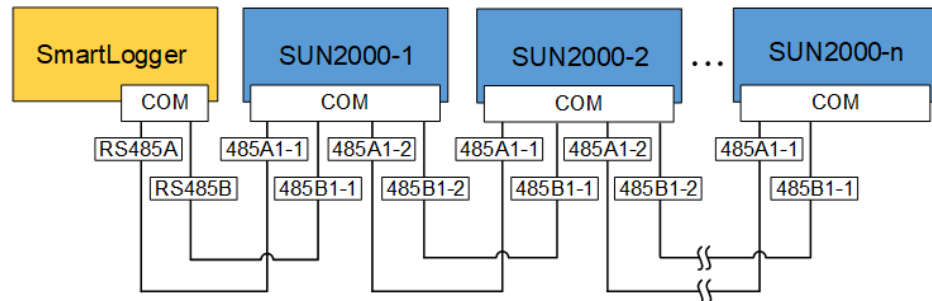 SmartLogger
SUN2000-1
SUN2000-2
...
SUN2000-n
COM
COM
COM
COM
RS485A
485A1-1
485A1-2
485A1-1
485A1-2
485A1-1
RS485B
485B1-1
485B1-2
485B1-1
485B1-2
485B1-1